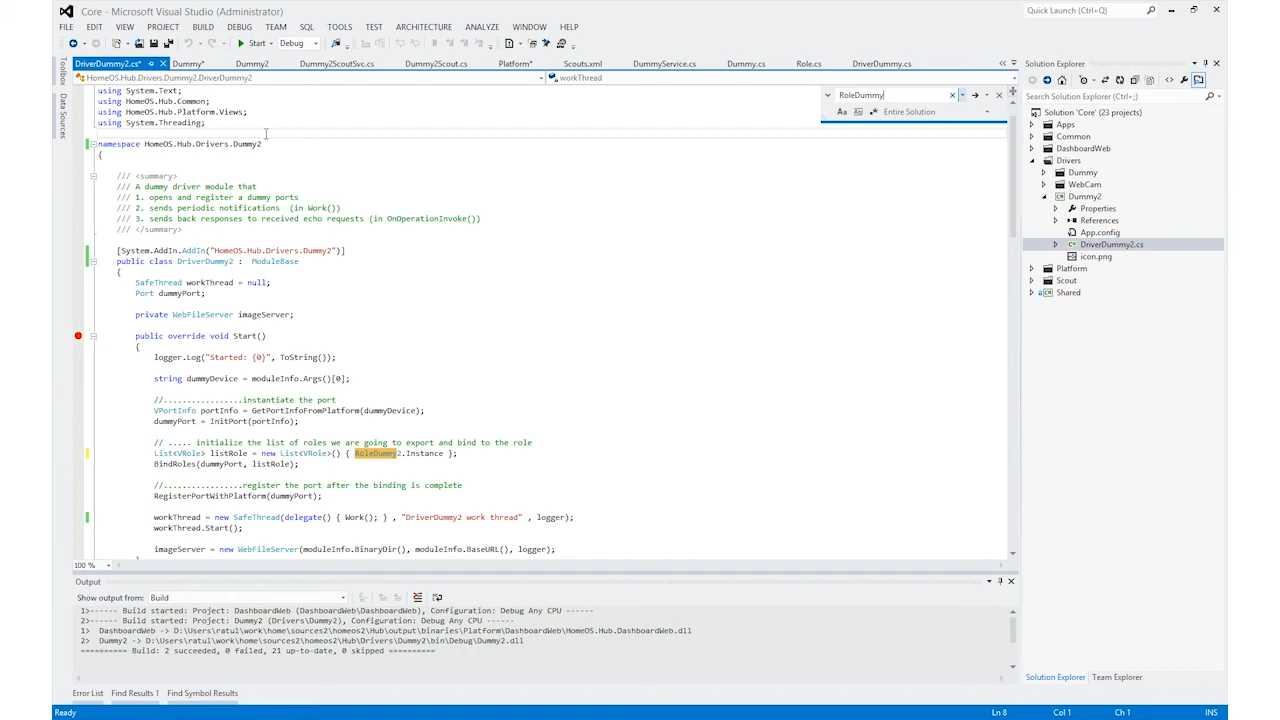 Core - Microsoft Visual Studio (Administrator)
Quick Launch (Ctrl+Q)
FILE EDIT VIEW PROJECT BUILD DEBUG TEAM SQL TOOLS TEST ARCHITECTURE ANALYZE WINDOW HELP
Start Debug
DriverDummy2.cs* Dummy* Dummy2 Dummy2ScoutSvc.cs Dummy2Scout.cs Platform* Scouts.xml DummyService.cs Dummy.cs Role.cs DriverDummy.cs
HomeOS.Hub.Drivers.Dummy2.DriverDummy2 workThread
Toolbox
Data Sources
using System.Text;
using HomeOS.Hub.Common;
using HomeOS.Hub.Platform.Views;
using System.Threading;
namespace HomeOS.Hub.Drivers.Dummy2
{
/// <summary>
/// A dummy driver module that
/// 1. opens and register a dummy ports
/// 2. sends periodic notifications (in Work())
/// 3. sends back responses to received echo requests (in OnOperationInvoke())
/// </summary>
[System.AddIn.AddIn("HomeOS.Hub.Drivers.Dummy2")]
public class DriverDummy2 : ModuleBase
{
SafeThread workThread = null;
Port dummyPort;
private WebFileServer imageServer;
public override void Start()
{
logger.Log("Started: {0}", ToString());
string dummyDevice = moduleInfo.Args()[0];
//................instantiate the port
VPortInfo portInfo = GetPortInfoFromPlatform(dummyDevice);
dummyPort = InitPort(portInfo);
// ..... initialize the list of roles we are going to export and bind to the role
List<VRole> listRole = new List<VRole>() { RoleDummy2.Instance };
BindRoles(dummyPort, listRole);
//................register the port after the binding is complete
RegisterPortWithPlatform(dummyPort);
workThread = new SafeThread(delegate() { Work(); } , "DriverDummy2 work thread" , logger);
workThread.Start();
imageServer = new WebFileServer(moduleInfo.BinaryDir(), moduleInfo.BaseURL(), logger);
100 %
RoleDummy
Aa Entire Solution
Solution Explorer
Search Solution Explorer (Ctrl+;)
Solution 'Core' (23 projects)
Apps
Common
DashboardWeb
Drivers
Dummy
WebCam
Dummy2
Properties
References
App.config
DriverDummy2.cs
icon.png
Platform
Scout
Shared
Solution Explorer Team Explorer
Output
Show output from: Build
1>------ Build started: Project: DashboardWeb (DashboardWeb\DashboardWeb), Configuration: Debug Any CPU ------
2>------ Build started: Project: Dummy2 (Drivers\Dummy2), Configuration: Debug Any CPU ------
1> DashboardWeb -> D:\Users\ratul\work\home\sources2\homeos2\Hub\output\binaries\Platform\DashboardWeb\HomeOS.Hub.DashboardWeb.dll
2> Dummy2 -> D:\Users\ratul\work\home\sources2\homeos2\Hub\Drivers\Dummy2\bin\Debug\Dummy2.dll
========== Build: 2 succeeded, 0 failed, 21 up-to-date, 0 skipped ==========
Error List Find Results 1 Find Symbol Results
Ready Ln 8 Col 1 Ch 1 INS